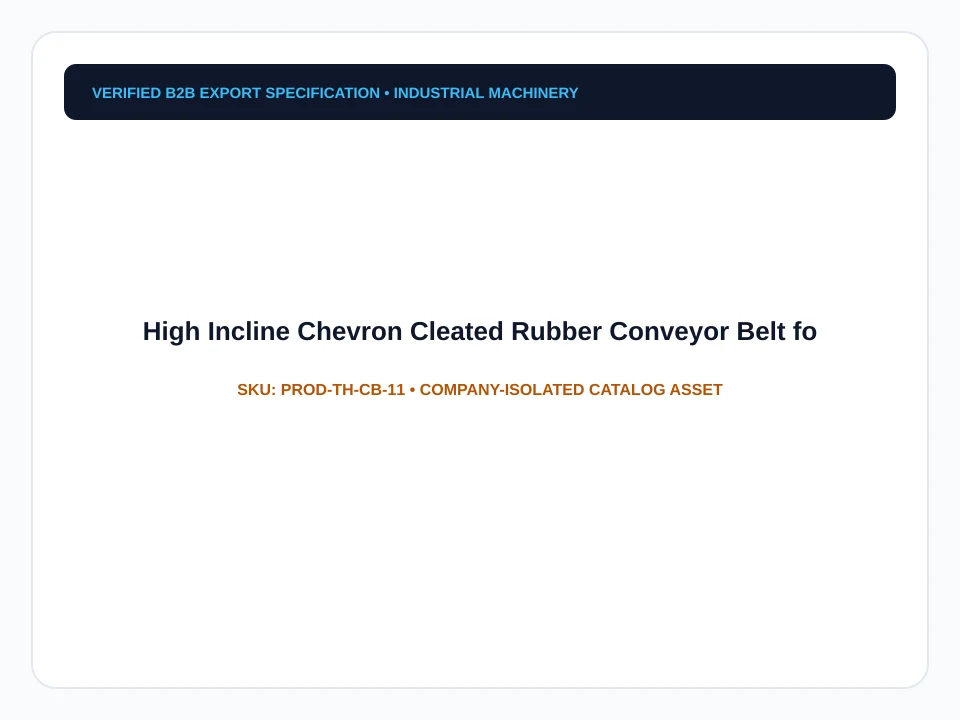 VERIFIED B2B EXPORT SPECIFICATION • INDUSTRIAL MACHINERY
High Incline Chevron Cleated Rubber Conveyor Belt fo
SKU: PROD-TH-CB-11 • COMPANY-ISOLATED CATALOG ASSET